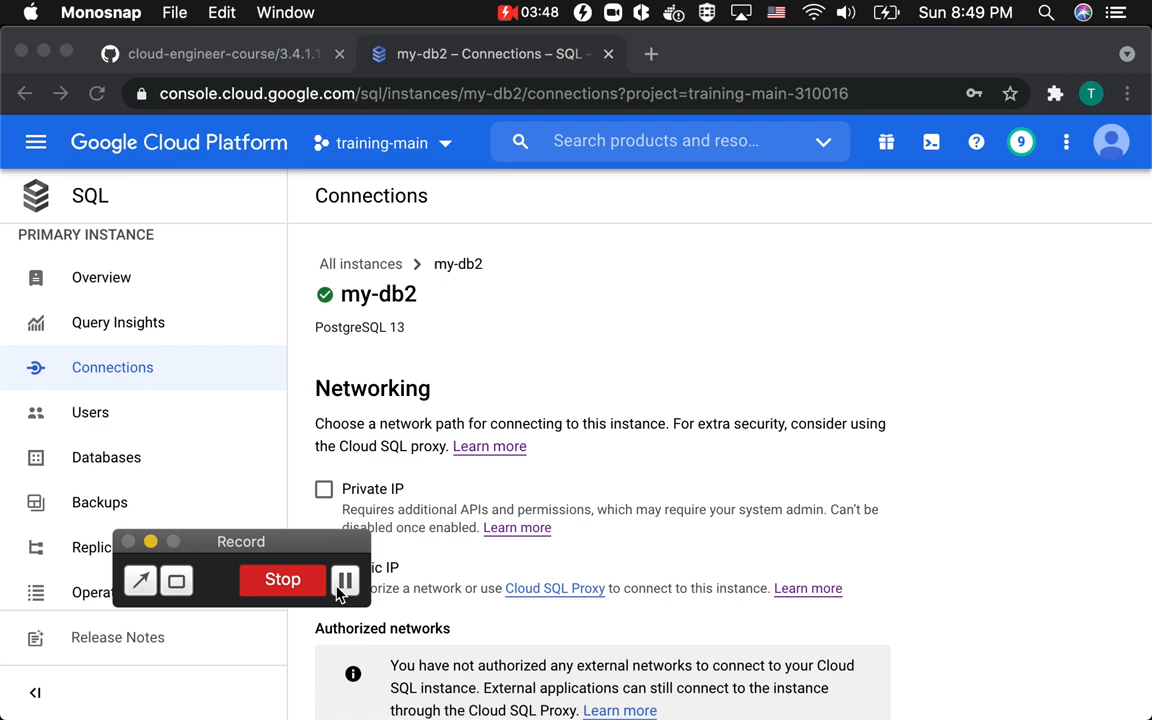 Monosnap File Edit Window 03:48 Sun 8:49 PM
cloud-engineer-course/3.4.1.1 my-db2 – Connections – SQL –
console.cloud.google.com/sql/instances/my-db2/connections?project=training-main-310016 T
Google Cloud Platform training-main Search products and reso... 9
SQL Connections
PRIMARY INSTANCE
Overview
Query Insights
Connections
Users
Databases
Backups
Replic
Opera
Release Notes
All instances my-db2
my-db2
PostgreSQL 13
Networking
Choose a network path for connecting to this instance. For extra security, consider using
the Cloud SQL proxy. Learn more
Private IP
Requires additional APIs and permissions, which may require your system admin. Can't be
disabled once enabled. Learn more
ic IP
orize a network or use Cloud SQL Proxy to connect to this instance. Learn more
Authorized networks
You have not authorized any external networks to connect to your Cloud
SQL instance. External applications can still connect to the instance
through the Cloud SQL Proxy. Learn more
Record
Stop